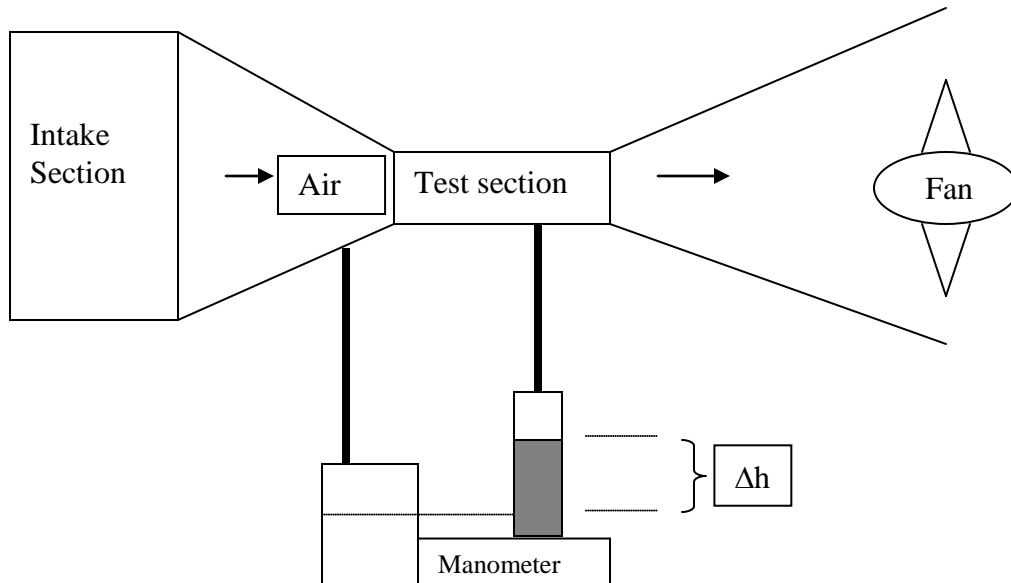 Intake
Section
Air
Test section
Fan
Δh
Manometer